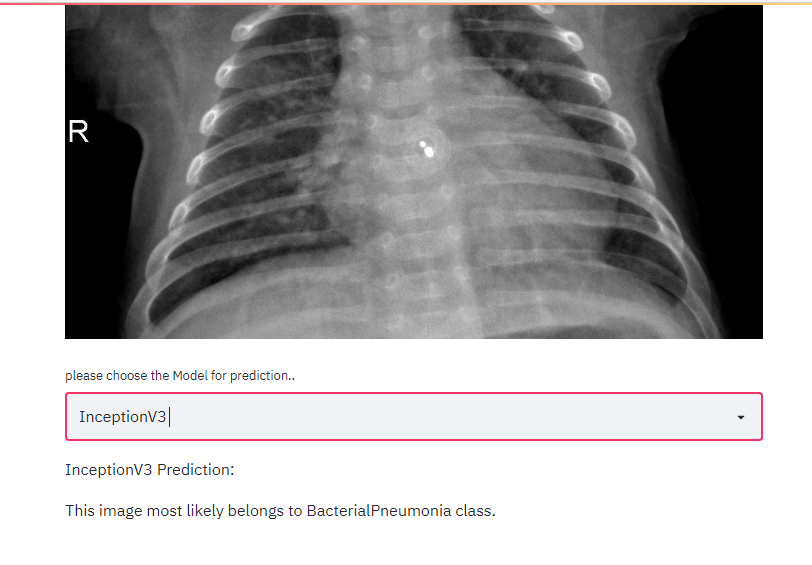 R
please choose the Model for prediction..
InceptionV3
InceptionV3 Prediction:
This image most likely belongs to BacterialPneumonia class.